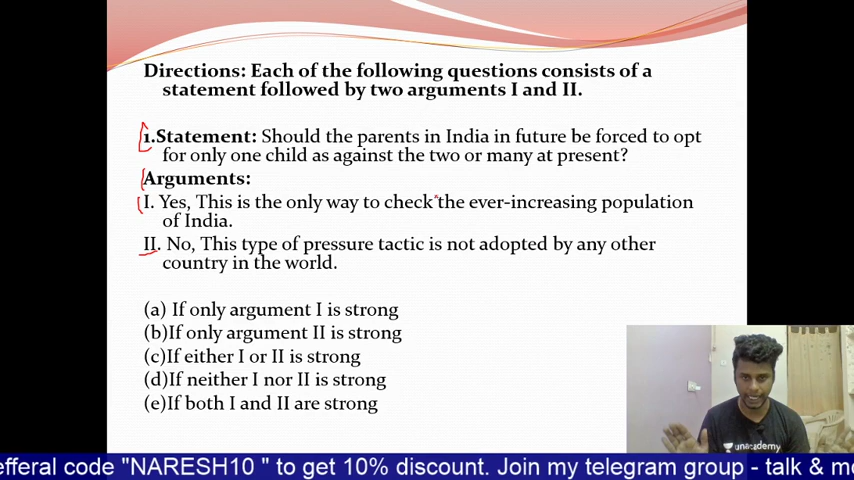 Directions: Each of the following questions consists of a
statement followed by two arguments I and II.
1.Statement: Should the parents in India in future be forced to opt
for only one child as against the two or many at present?
Arguments:
I. Yes, This is the only way to check the ever-increasing population
of India.
II. No, This type of pressure tactic is not adopted by any other
country in the world.
(a) If only argument I is strong
(b)If only argument II is strong
(c)If either I or II is strong
(d)If neither I nor II is strong
(e)If both I and II are strong
unacademy
efferal code "NARESH10 " to get 10% discount. Join my telegram group - talk & mo